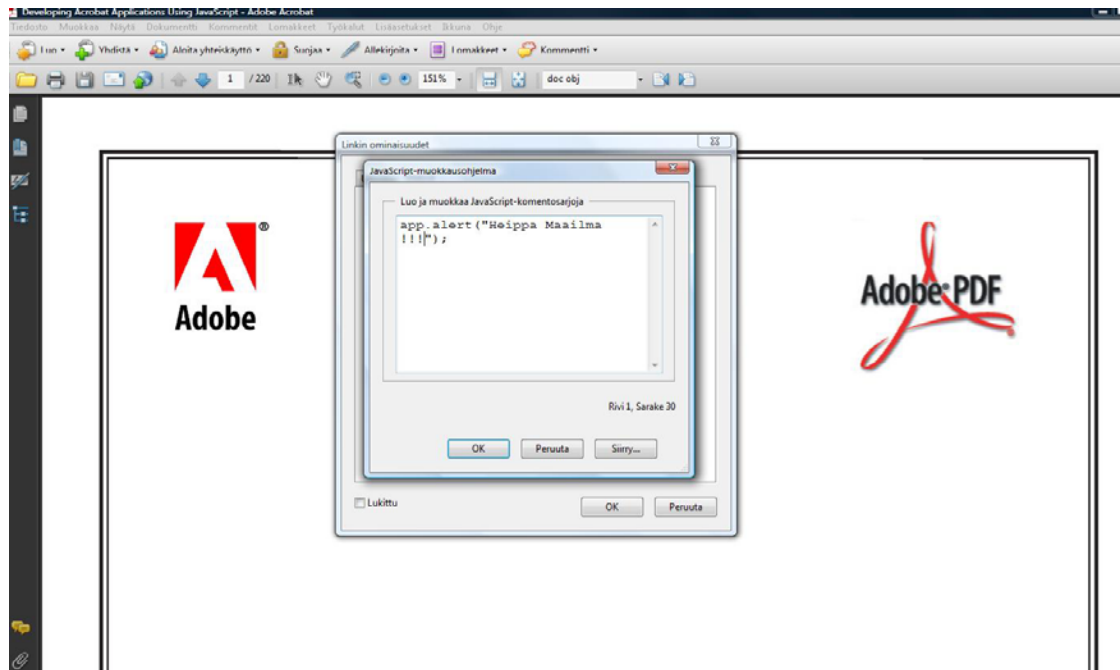 Developing Acrobat Applications Using JavaScript - Adobe Acrobat
Tiedosto Muokkaa Näytä Dokumentti Kommentit Lomakkeet Työkalut Lisäasetukset Ikkuna Ohje
Luo Yhdistä Aloita yhteiskäyttö Suojaa Allekirjoita Lomakkeet Kommentti
1 / 220 151% doc obj
Linkin ominaisuudet
JavaScript-muokkausohjelma
Luo ja muokkaa JavaScript-komentosarjoja
app.alert("Heippa Maailma
!!!");
Adobe
Adobe PDF
Rivi 1, Sarake 30
OK Peruuta Siirry...
Lukittu
OK Peruuta